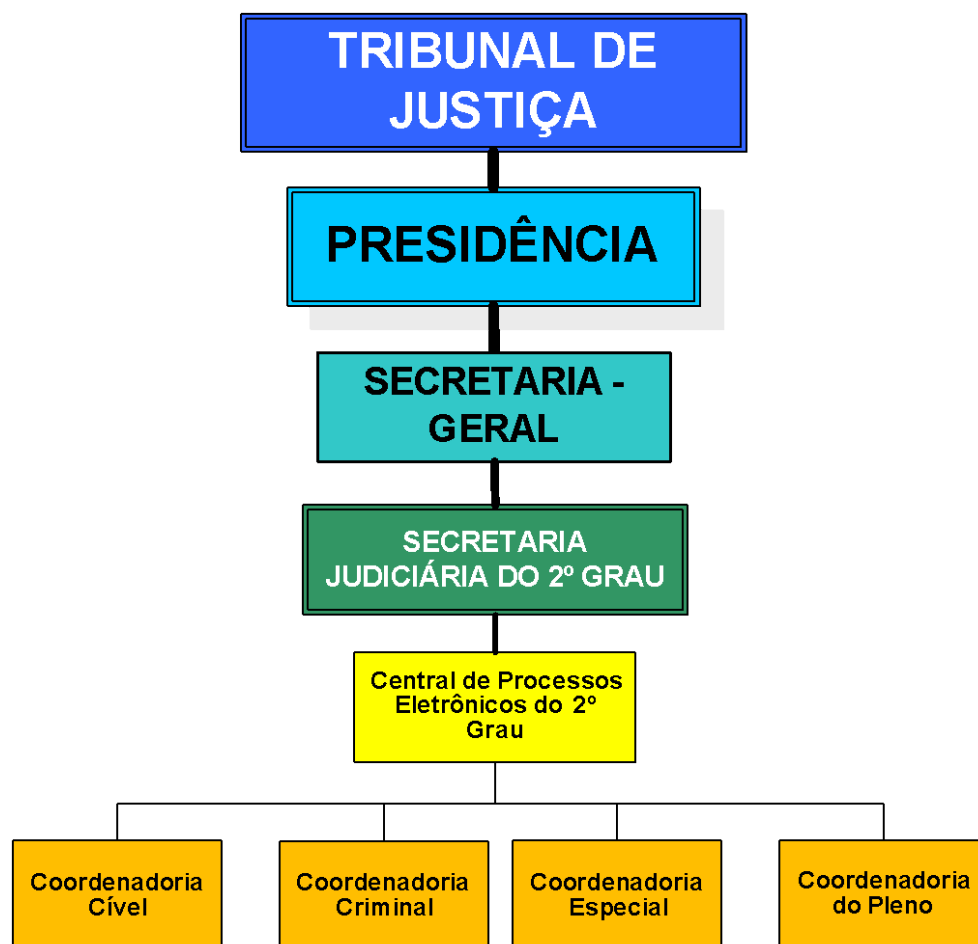 TRIBUNAL DE
JUSTIÇA
PRESIDÊNCIA
SECRETARIA -
GERAL
SECRETARIA
JUDICIÁRIA DO 2º GRAU
Central de Processos
Eletrônicos do 2º
Grau
Coordenadoria
Cível
Coordenadoria
Criminal
Coordenadoria
Especial
Coordenadoria
do Pleno